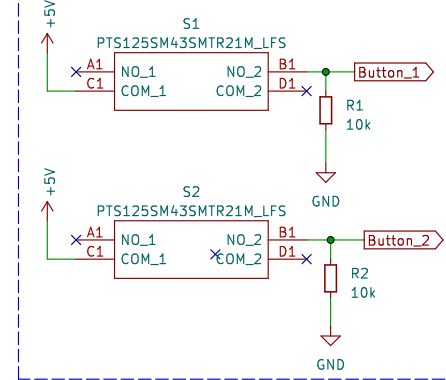 +5V
S1
PTS125SM43SMTR21M_LFS
A1 NO_1 NO_2 B1
C1 COM_1 COM_2 D1
Button_1
R1
10k
GND
+5V
S2
PTS125SM43SMTR21M_LFS
A1 NO_1 NO_2 B1
C1 COM_1 COM_2 D1
Button_2
R2
10k
GND